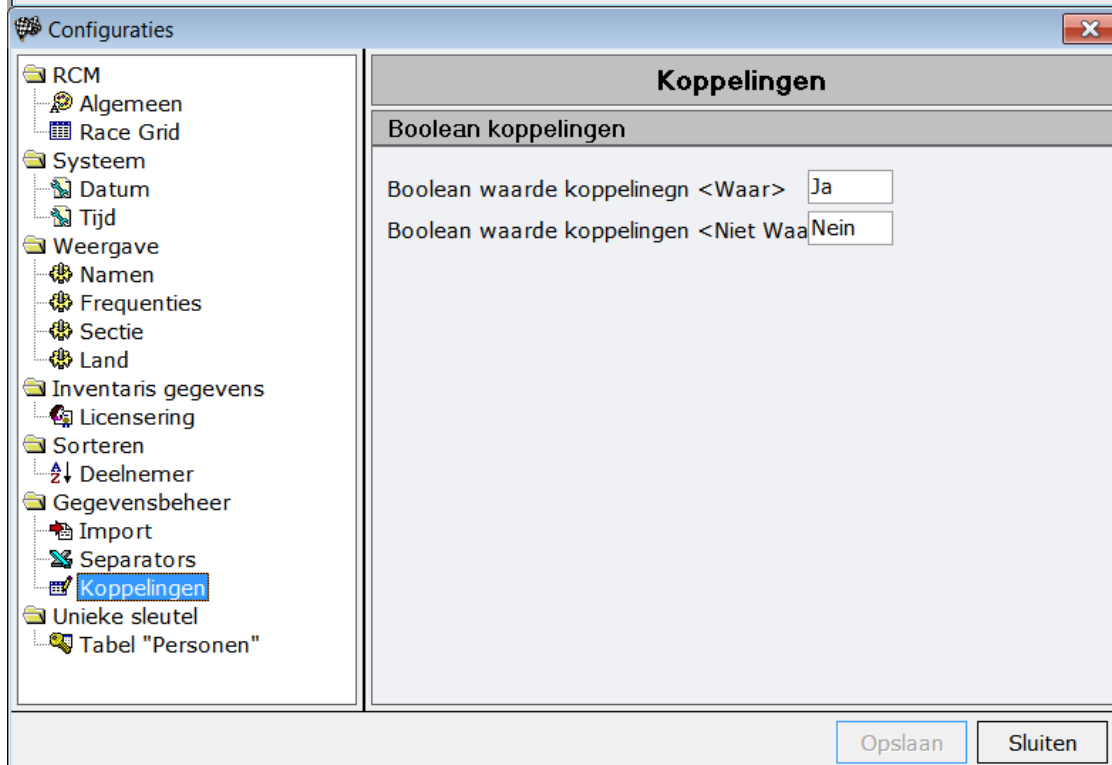 Configuraties
RCM
Algemeen
Race Grid
Systeem
Datum
Tijd
Weergave
Namen
Frequenties
Sectie
Land
Inventaris gegevens
Licensering
Sorteren
Deelnemer
Gegevensbeheer
Import
Separators
Koppelingen
Unieke sleutel
Tabel "Personen"
Koppelingen
Boolean koppelingen
Boolean waarde koppelinegn <Waar> Ja
Boolean waarde koppelingen <Niet Waa Nein
Opslaan Sluiten